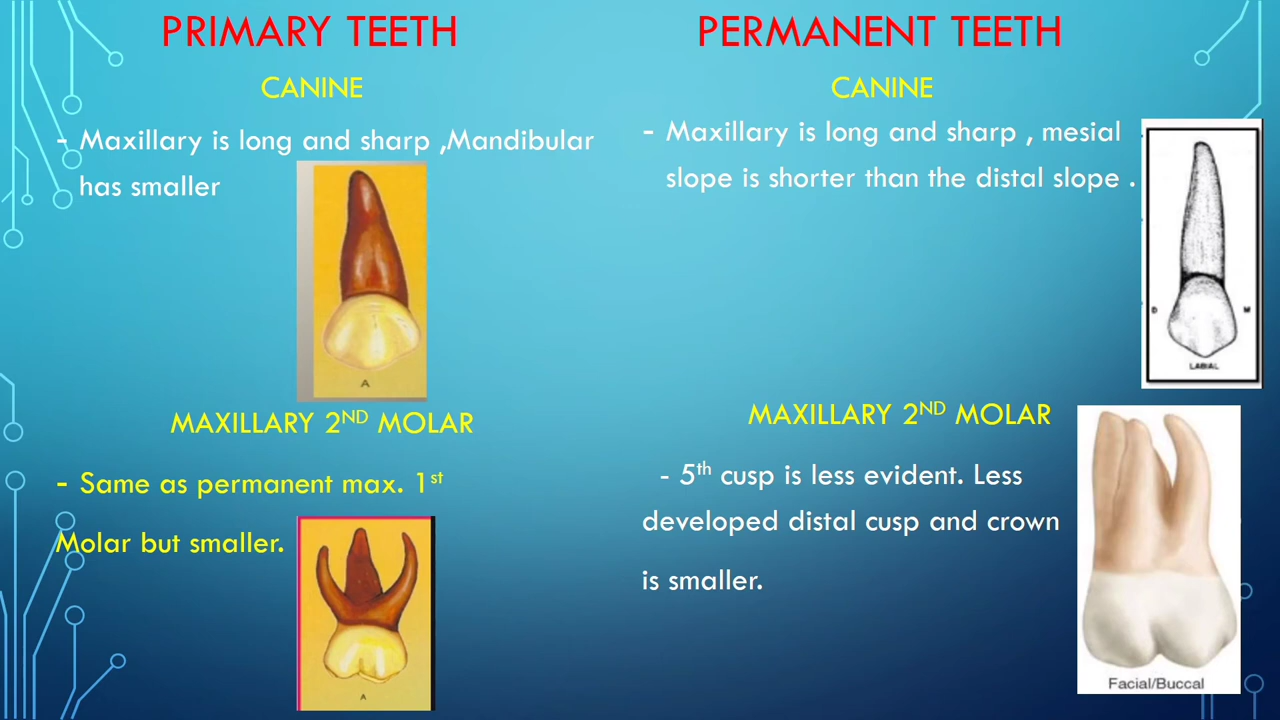 PRIMARY TEETH
CANINE
- Maxillary is long and sharp ,Mandibular
has smaller
A
MAXILLARY 2ND MOLAR
- Same as permanent max. 1st
Molar but smaller.
A
PERMANENT TEETH
CANINE
- Maxillary is long and sharp , mesial
slope is shorter than the distal slope .
D M
LABIAL
MAXILLARY 2ND MOLAR
- 5th cusp is less evident. Less
developed distal cusp and crown
is smaller.
Facial/Buccal